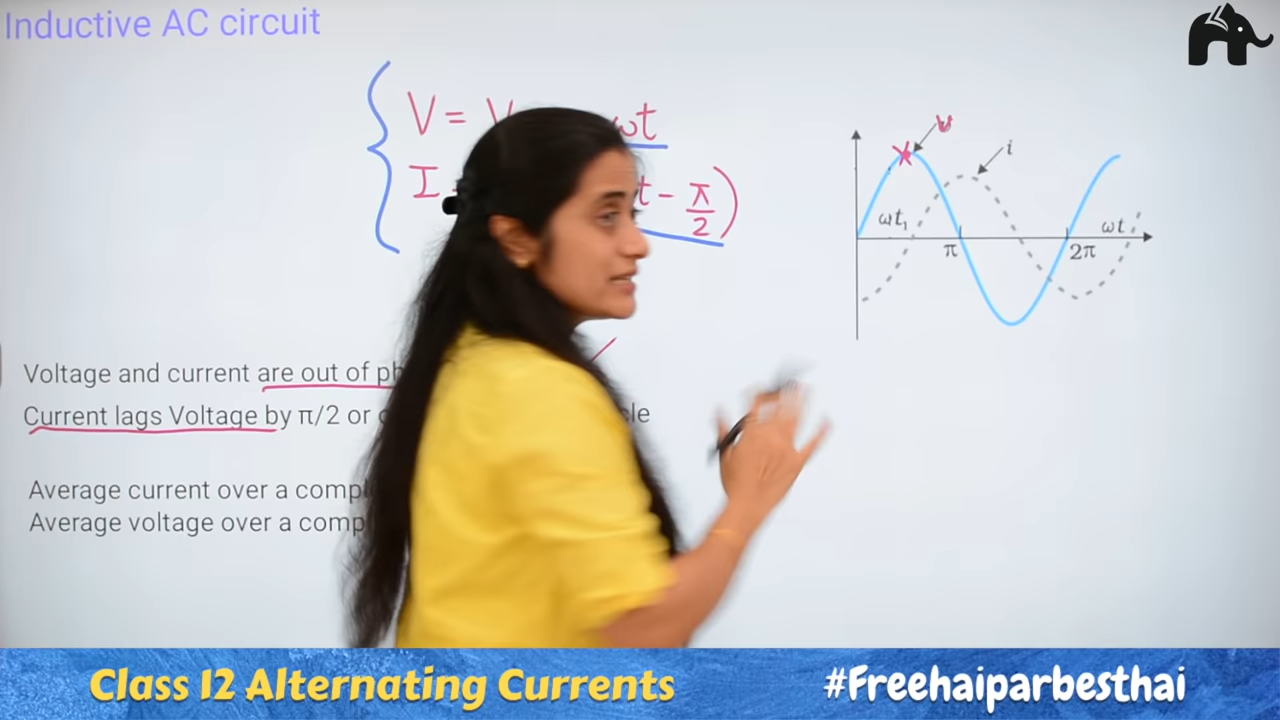 Inductive AC circuit
V = V ωt
I = t - π/2)
v
i
ωt₁
π
2π
ωt
Voltage and current are out of ph
Current lags Voltage by π/2 or cle
Average current over a compl
Average voltage over a comp
Class 12 Alternating Currents
#Freehaiparbesthai